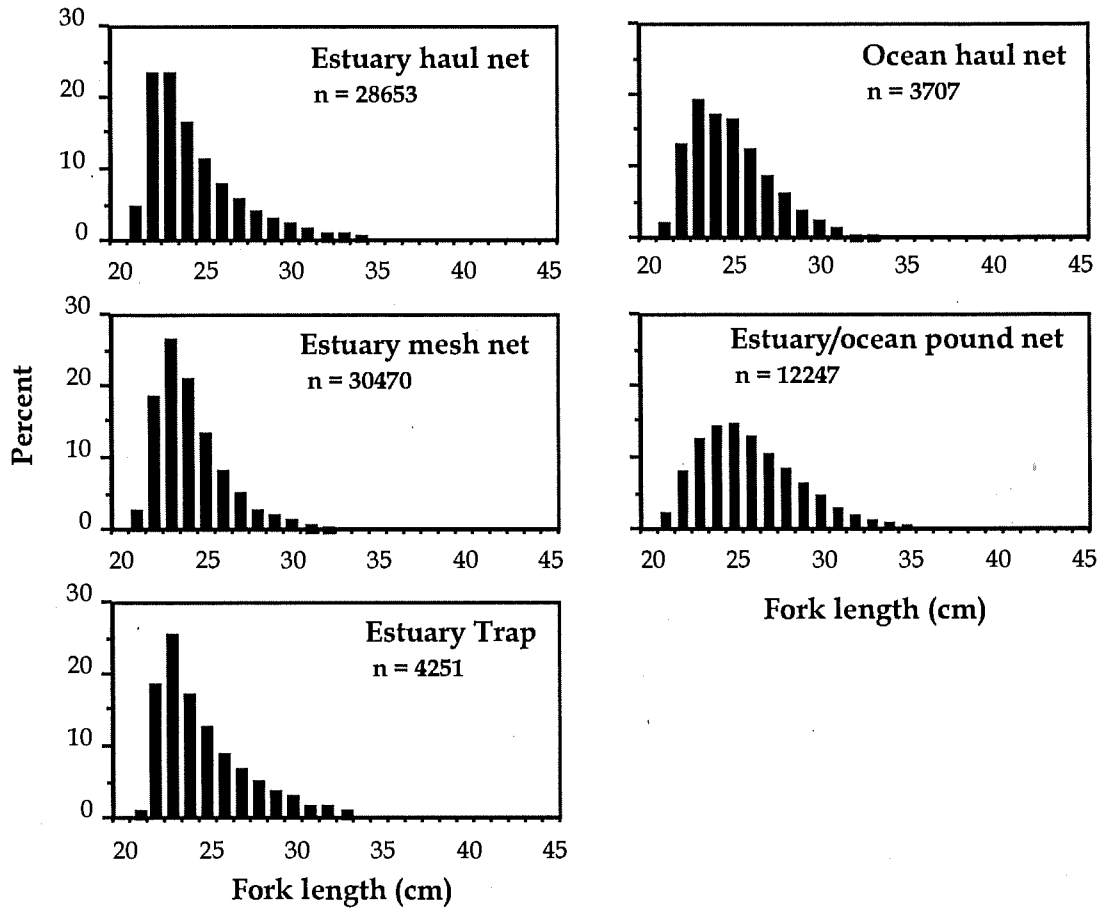 30
20
10
0
Estuary haul net
n = 28653
20 25 30 35 40 45
Ocean haul net
n = 3707
20 25 30 35 40 45
Percent
30
20
10
0
Estuary mesh net
n = 30470
20 25 30 35 40 45
Estuary/ocean pound net
n = 12247
20 25 30 35 40 45
Fork length (cm)
30
20
10
0
Estuary Trap
n = 4251
20 25 30 35 40 45
Fork length (cm)